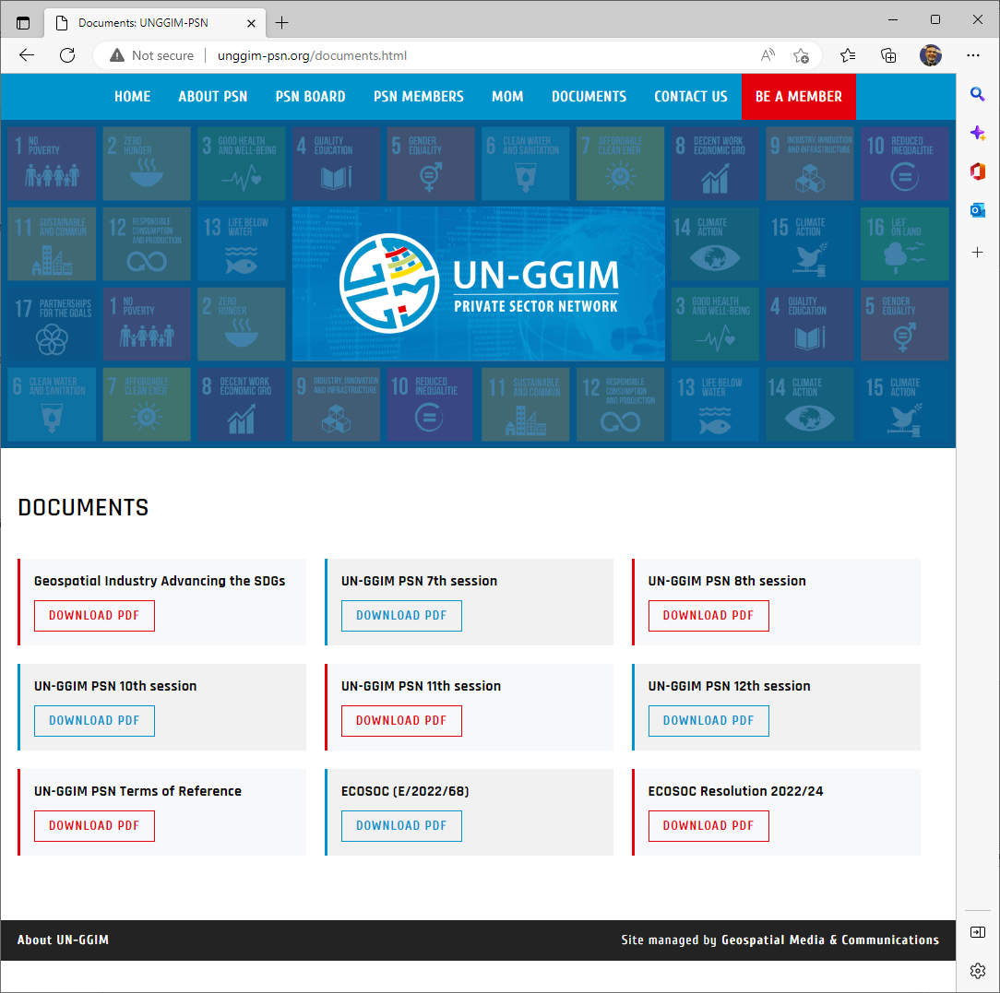 Documents: UNGGIM-PSN
Not secure
unggim-psn.org/documents.html
HOME
ABOUT PSN
PSN BOARD
PSN MEMBERS
MOM
DOCUMENTS
CONTACT US
BE A MEMBER
1 NO
POVERTY
2 ZERO
HUNGER
3 GOOD HEALTH
AND WELL-BEING
4 QUALITY
EDUCATION
5 GENDER
EQUALITY
6 CLEAN WATER
AND SANITATION
7 AFFORDABLE
CLEAN ENER
8 DECENT WORK
ECONOMIC GRO
9 INDUSTRY, INNOVATION
AND INFRASTRUCTURE
10 REDUCED
INEQUALITIE
11 SUSTAINABLE
AND COMMUN
12 RESPONSIBLE
CONSUMPTION
AND PRODUCTION
13 LIFE BELOW
WATER
UN-GGIM
PRIVATE SECTOR NETWORK
14 CLIMATE
ACTION
15 CLIMATE
ACTION
16 LIEF
ON LAND
17 PARTNERSHIPS
FOR THE GOALS
1 NO
POVERTY
2 ZERO
HUNGER
3 GOOD HEALTH
AND WELL-BEING
4 QUALITY
EDUCATION
5 GENDER
EQUALITY
6 CLEAN WATER
AND SANITATION
7 AFFORDABLE
CLEAN ENER
8 DECENT WORK
ECONOMIC GRO
9 INDUSTRY, INNOVATION
AND INFRASTRUCTURE
10 REDUCED
INEQUALITIE
11 SUSTAINABLE
AND COMMUN
12 RESPONSIBLE
CONSUMPTION
AND PRODUCTION
13 LIFE BELOW
WATER
14 CLIMATE
ACTION
15 CLIMATE
ACTION
DOCUMENTS
Geospatial Industry Advancing the SDGs
DOWNLOAD PDF
UN-GGIM PSN 7th session
DOWNLOAD PDF
UN-GGIM PSN 8th session
DOWNLOAD PDF
UN-GGIM PSN 10th session
DOWNLOAD PDF
UN-GGIM PSN 11th session
DOWNLOAD PDF
UN-GGIM PSN 12th session
DOWNLOAD PDF
UN-GGIM PSN Terms of Reference
DOWNLOAD PDF
ECOSOC (E/2022/68)
DOWNLOAD PDF
ECOSOC Resolution 2022/24
DOWNLOAD PDF
About UN-GGIM
Site managed by Geospatial Media & Communications